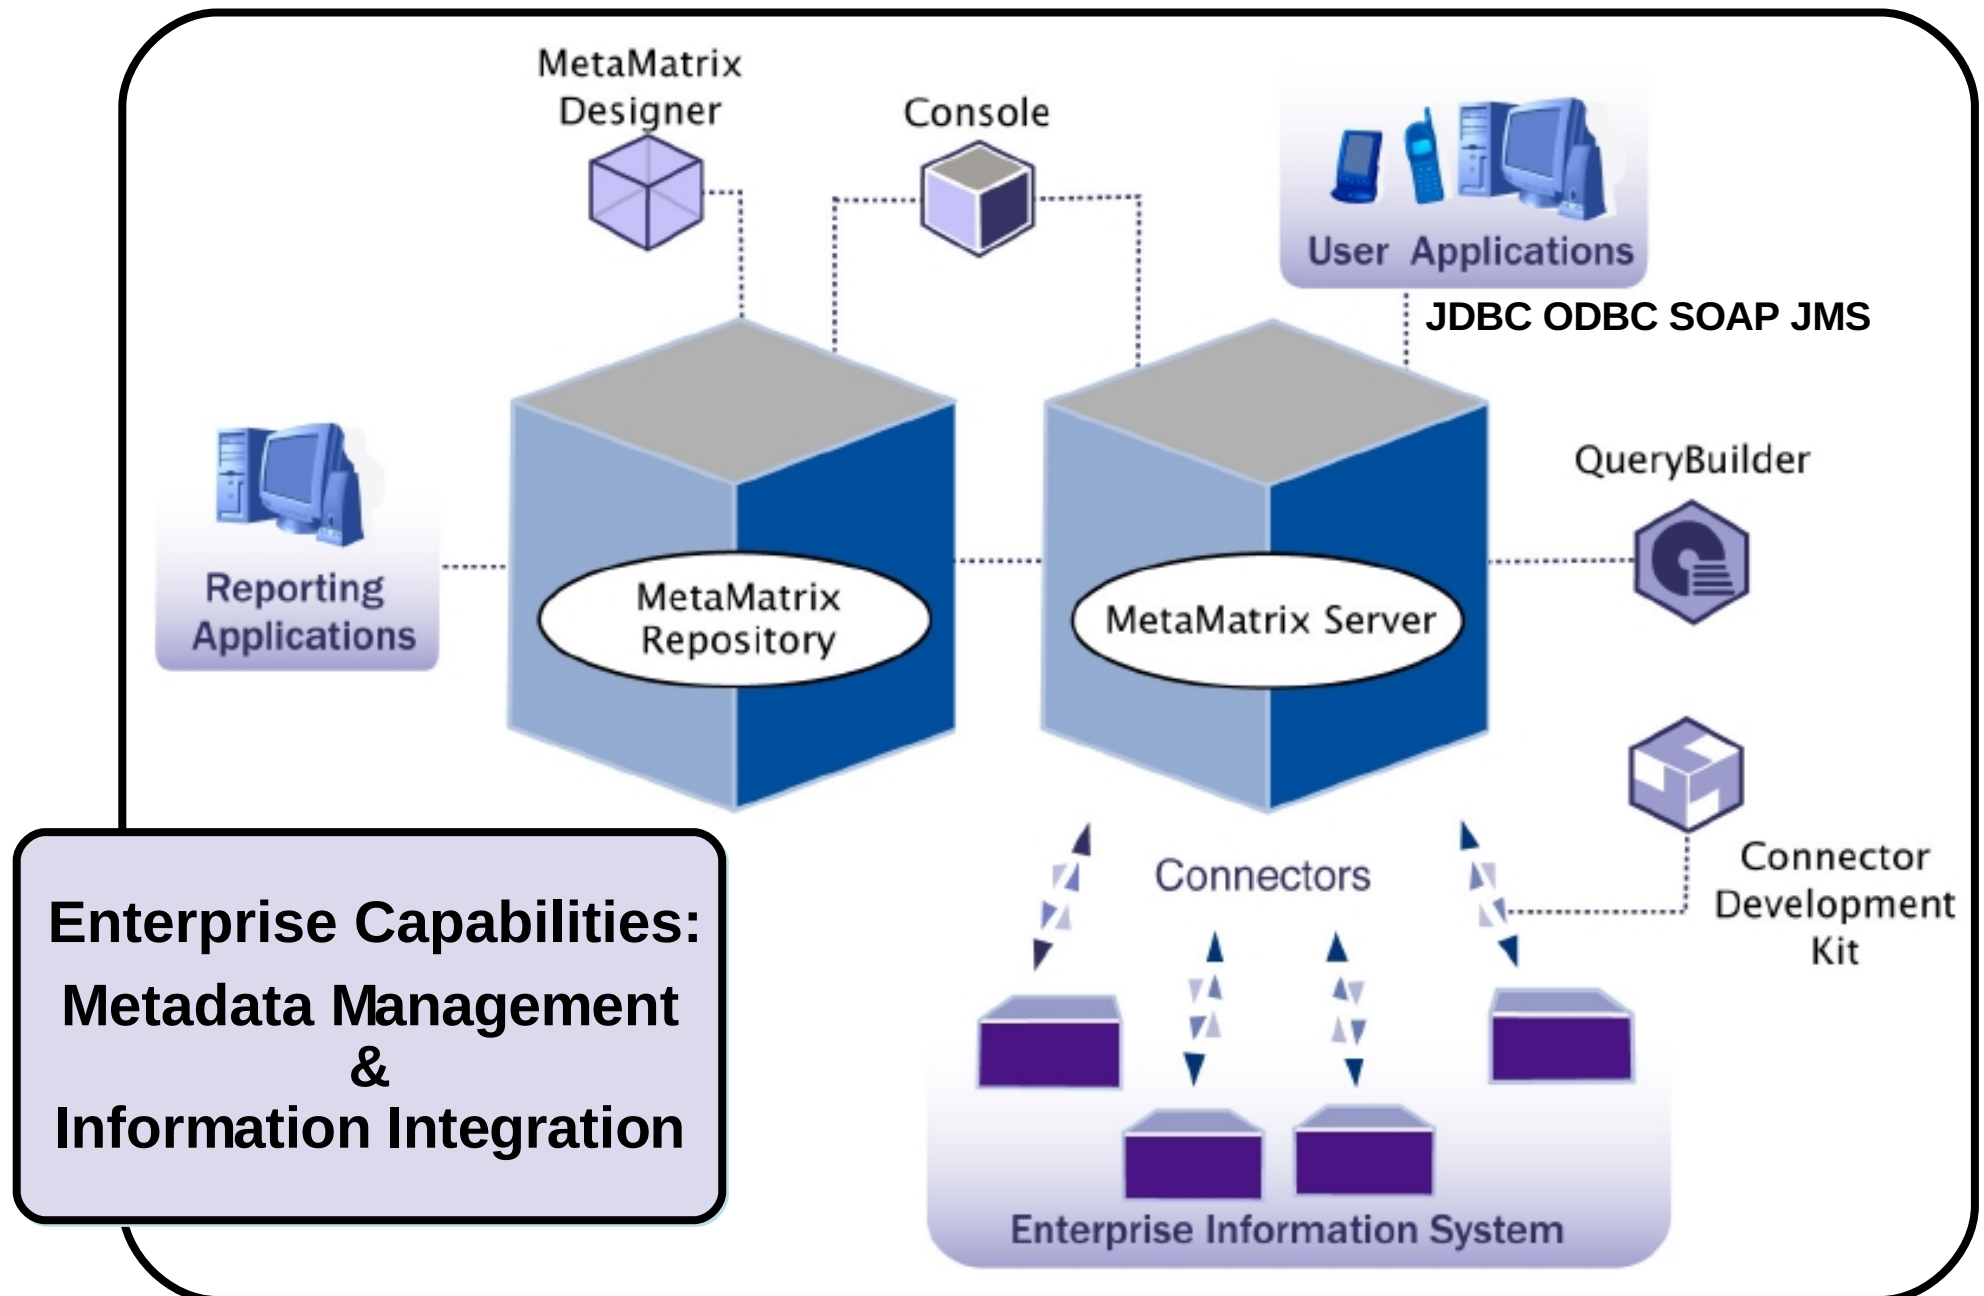 MetaMatrix
Designer
Console
User Applications
JDBC ODBC SOAP JMS
QueryBuilder
Reporting
Applications
MetaMatrix
Repository
MetaMatrix Server
Connectors
Connector
Development
Kit
Enterprise Capabilities:
Metadata Management
&
Information Integration
Enterprise Information System